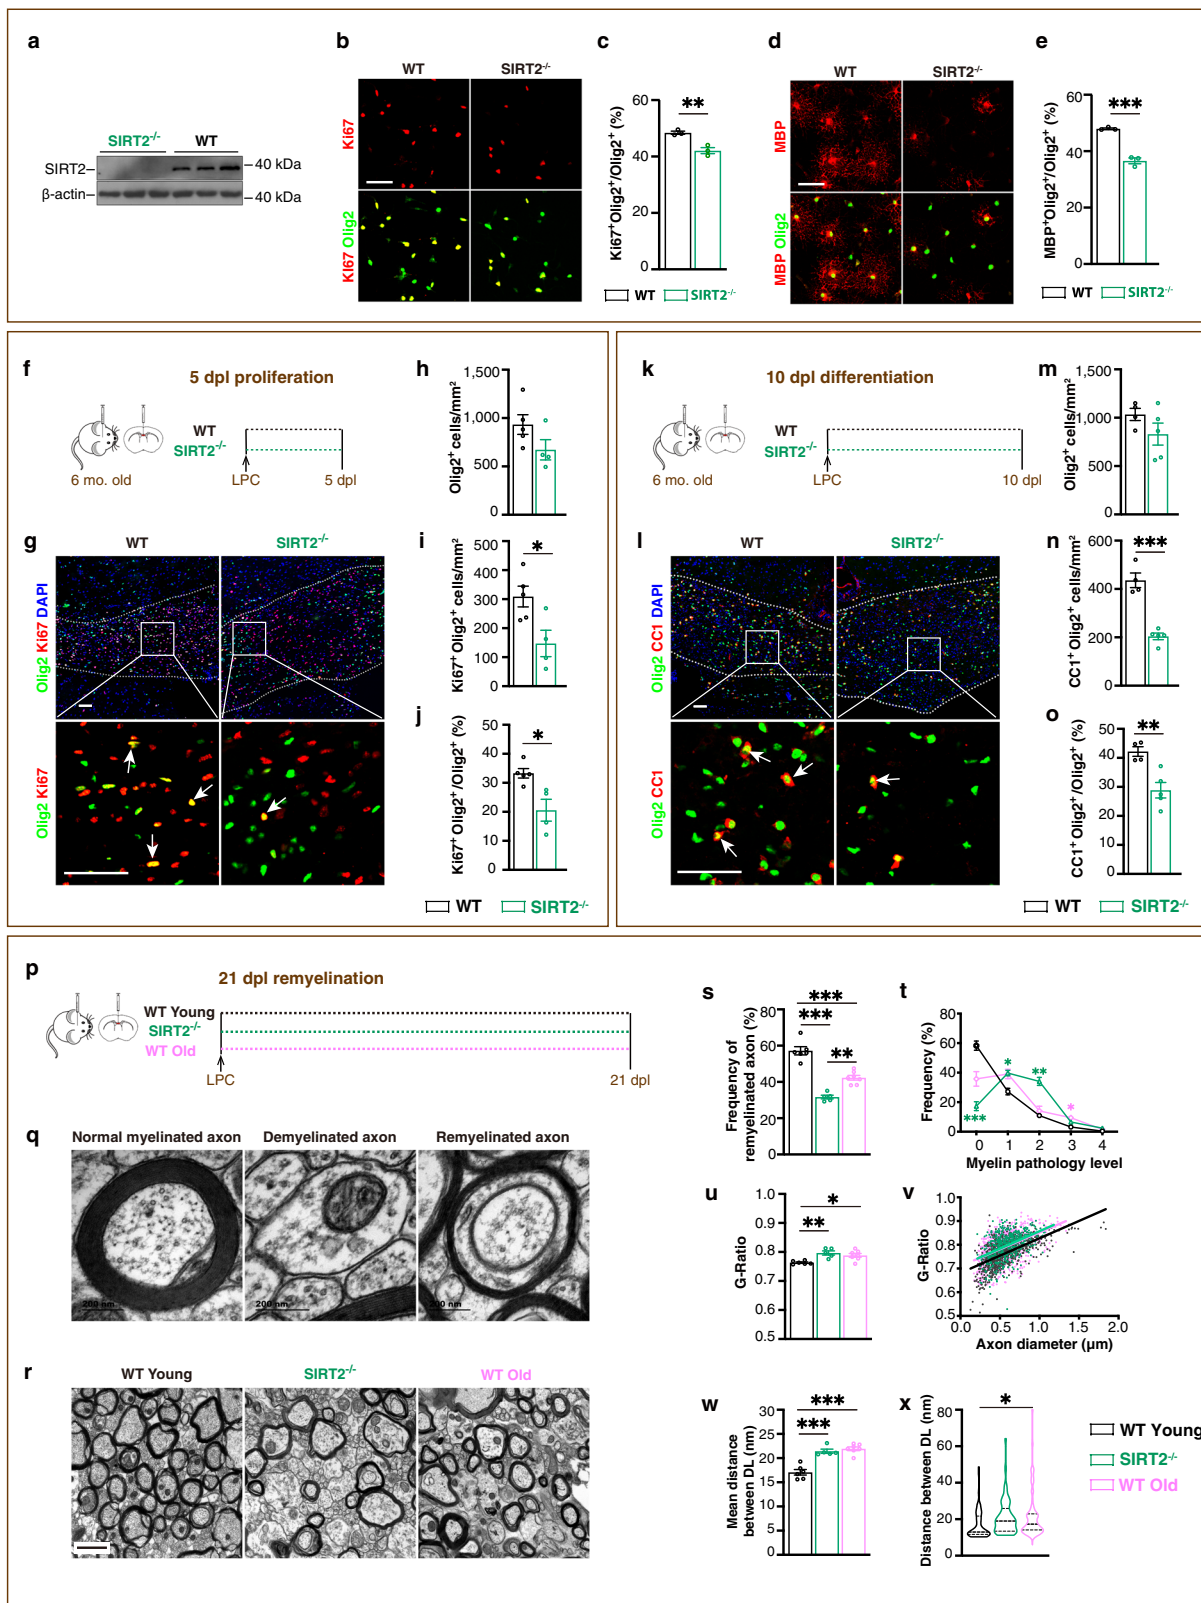 a
SIRT2-/-
WT
SIRT2
40 kDa
β-actin
40 kDa
b
WT
SIRT2-/-
Ki67
KI67 Olig2
c
Ki67+Olig2+/Olig2+ (%)
60
40
20
0
**
WT
SIRT2-/-
d
WT
SIRT2-/-
MBP
MBP Olig2
e
MBP+Olig2+/Olig2+ (%)
60
40
20
0
***
WT
SIRT2-/-
f
5 dpl proliferation
WT
SIRT2-/-
6 mo. old
LPC
5 dpl
g
WT
SIRT2-/-
Olig2 Ki67 DAPI
Olig2 Ki67
h
Olig2+ cells/mm2
1,500
1,000
500
0
i
Ki67+ Olig2+ cells/mm2
500
400
300
200
100
0
*
j
Ki67+ Olig2+/Olig2+ (%)
50
40
30
20
10
0
*
WT
SIRT2-/-
k
10 dpl differentiation
WT
SIRT2-/-
6 mo. old
LPC
10 dpl
l
WT
SIRT2-/-
Olig2 CC1 DAPI
Olig2 CC1
m
Olig2+ cells/mm2
1,500
1,000
500
0
n
CC1+ Olig2+ cells/mm2
600
400
200
0
***
o
CC1+ Olig2+/Olig2+ (%)
50
40
30
20
10
0
**
WT
SIRT2-/-
p
21 dpl remyelination
WT Young
SIRT2-/-
WT Old
LPC
21 dpl
q
Normal myelinated axon
Demyelinated axon
Remyelinated axon
200 nm
200 nm
200 nm
r
WT Young
SIRT2-/-
WT Old
s
Frequency of
remyelinated axon (%)
80
60
40
20
0
***
***
**
t
Frequency (%)
80
60
40
20
0
***
*
**
*
0 1 2 3 4
Myelin pathology level
u
G-Ratio
1.0
0.9
0.8
0.7
0.6
0.5
*
**
v
G-Ratio
1.0
0.9
0.8
0.7
0.6
0.5
0.0 0.5 1.0 1.5 2.0
Axon diameter (μm)
w
Mean distance
between DL (nm)
30
25
20
15
10
5
0
***
***
x
Distance between DL (nm)
80
60
40
20
0
*
WT Young
SIRT2-/-
WT Old